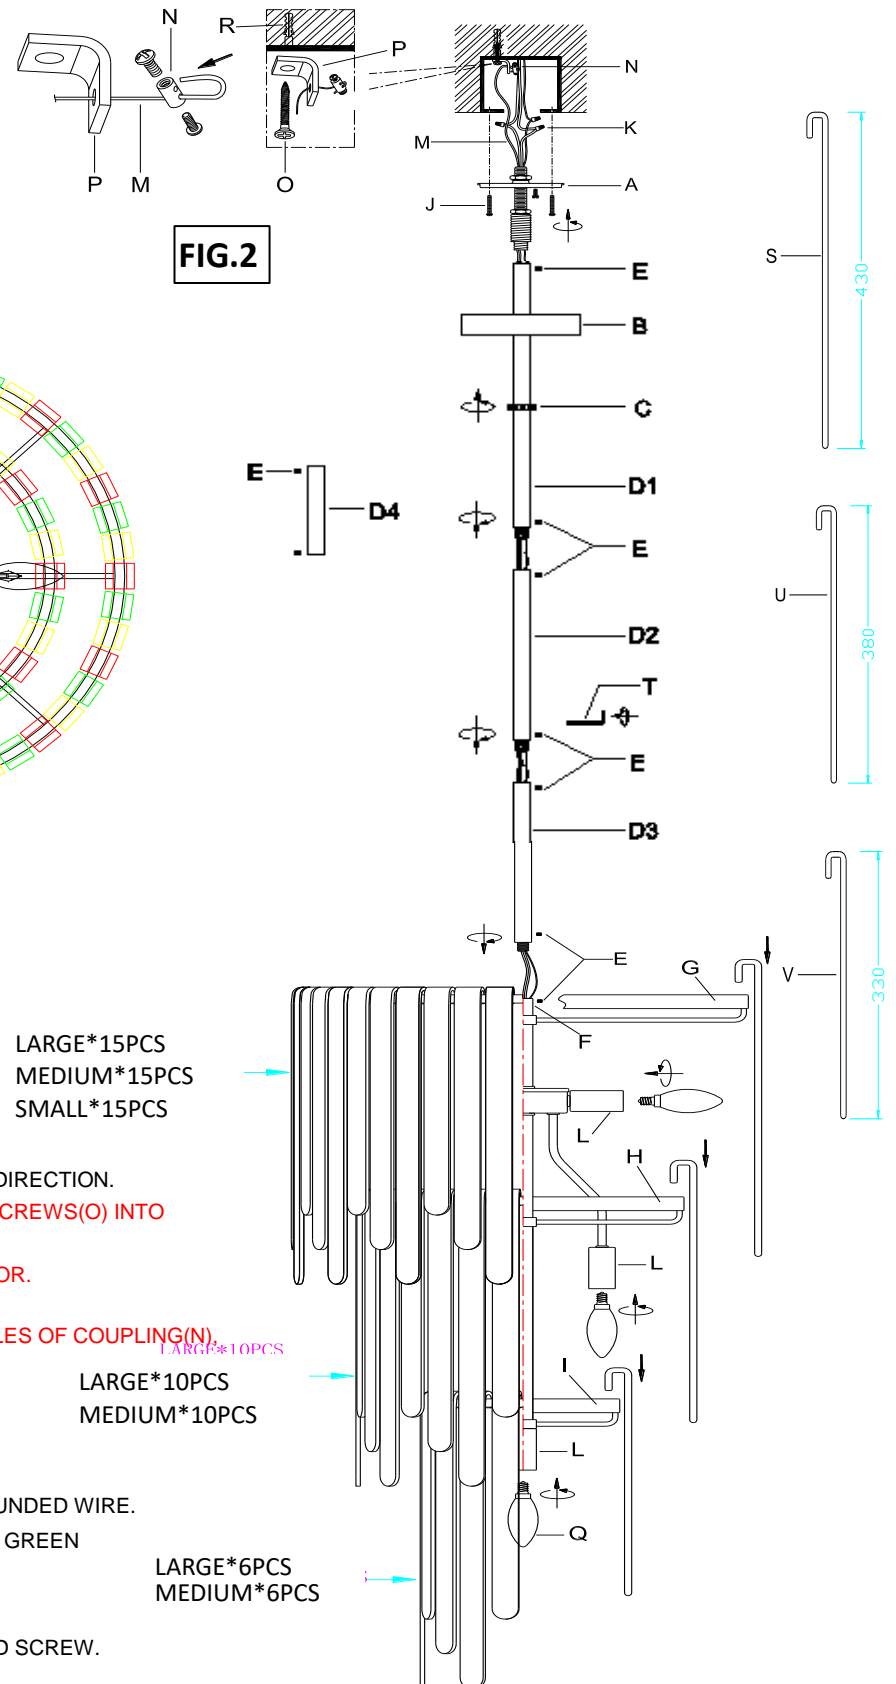 N
R
P
N
K
M
A
J
P
M
O
FIG.2
S
430
E
B
C
E
D4
D1
E
U
380
D2
T
E
D3
V
330
E
G
F
LARGE*15PCS
MEDIUM*15PCS
SMALL*15PCS
L
H
DIRECTION.
CREWS(O) INTO
L
OR.
LES OF COUPLING(N),
LARGE*10PCS
LARGE*10PCS
MEDIUM*10PCS
I
L
UNDED WIRE.
GREEN
Q
LARGE*6PCS
MEDIUM*6PCS
D SCREW.